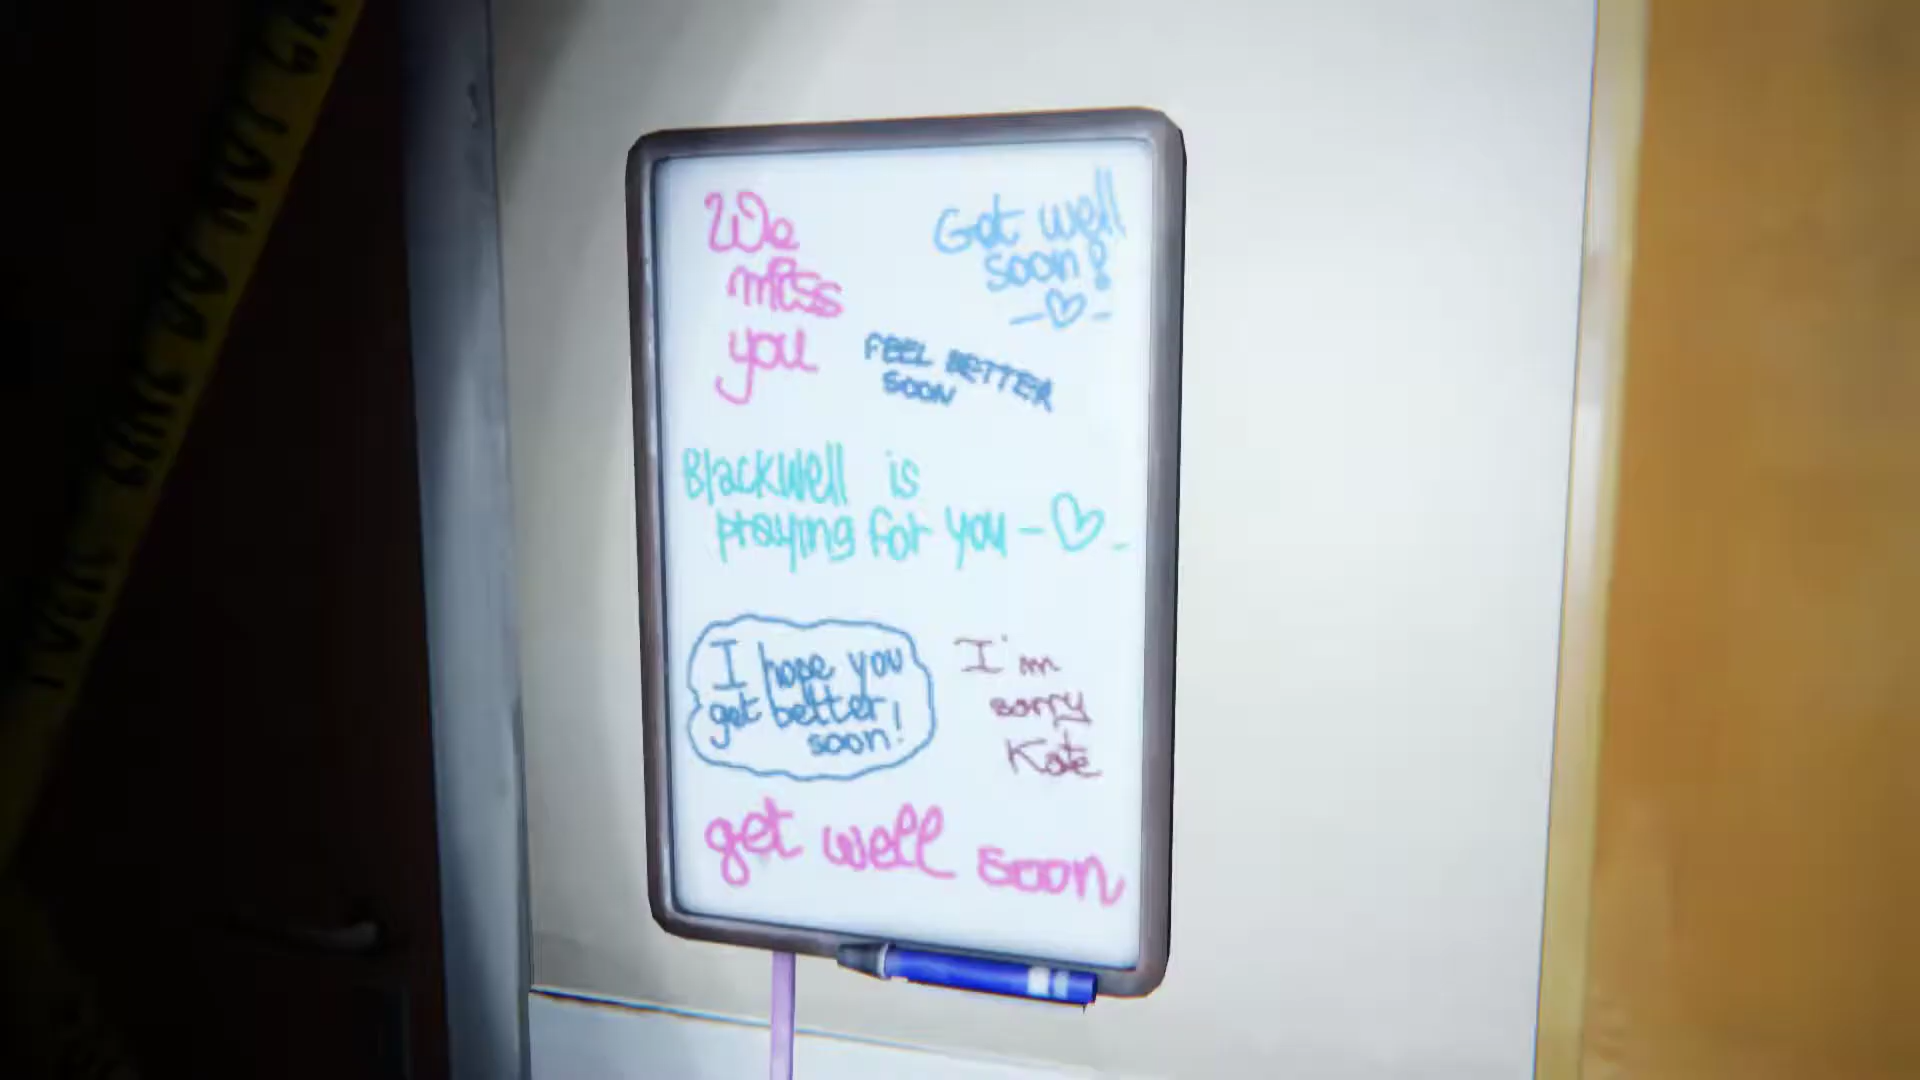 We
miss
you
Get well
soon!
FEEL BETTER
SOON
Blackwell is
praying for you
I hope you
get better
soon!
I'm
sorry
Kate
get well soon